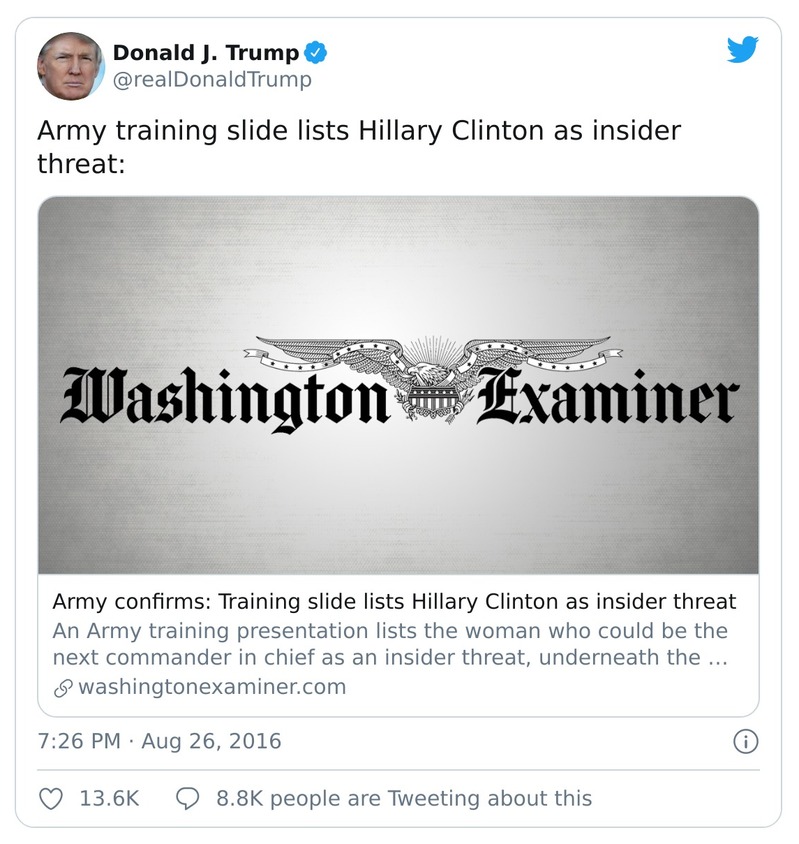 Donald J. Trump
@realDonaldTrump
Army training slide lists Hillary Clinton as insider
threat:
Washington Examiner
Army confirms: Training slide lists Hillary Clinton as insider threat
An Army training presentation lists the woman who could be the
next commander in chief as an insider threat, underneath the ...
washingtonexaminer.com
7:26 PM · Aug 26, 2016
13.6K 8.8K people are Tweeting about this